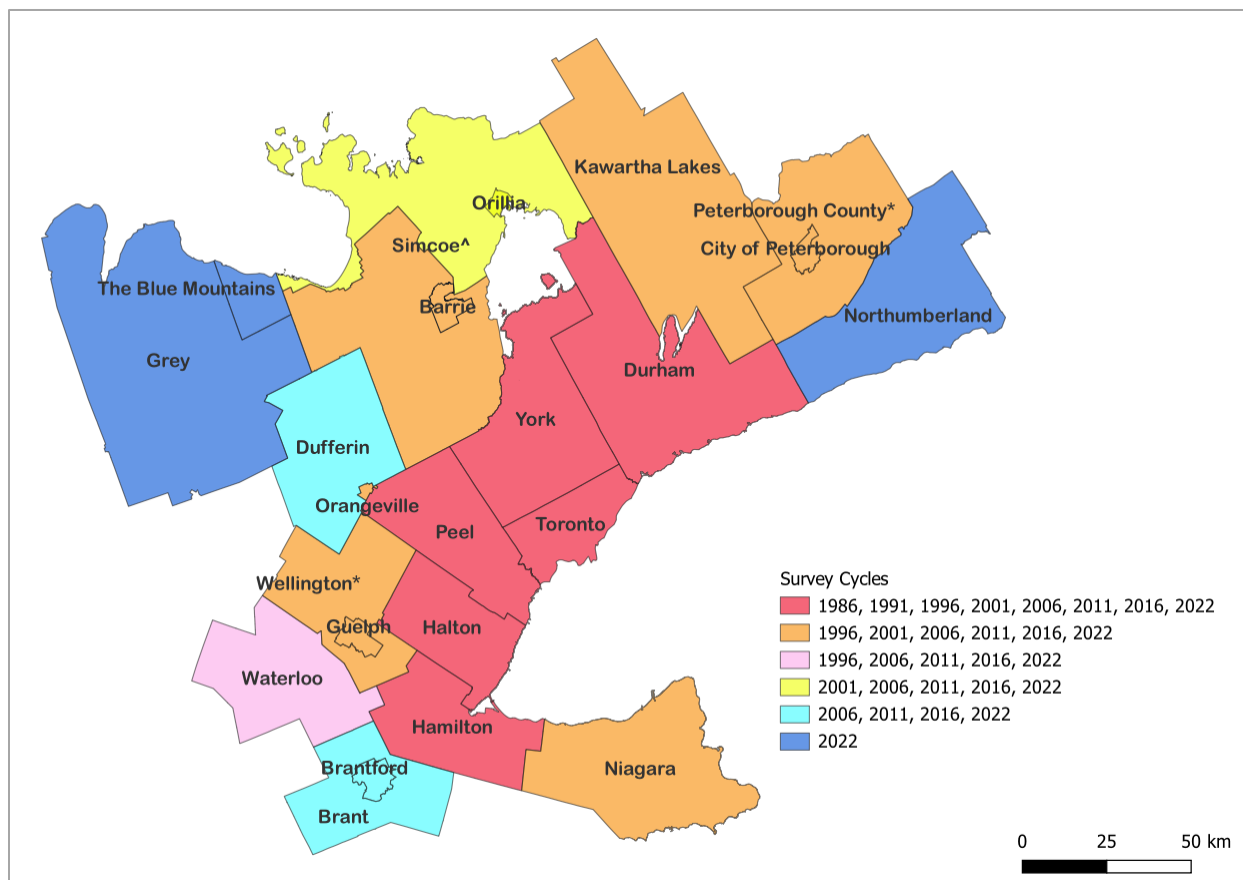 Kawartha Lakes
Orillia
Peterborough County*
Simcoe^
City of Peterborough
The Blue Mountains
Barrie
Northumberland
Grey
Durham
York
Dufferin
Orangeville
Toronto
Peel
Wellington*
Guelph
Halton
Waterloo
Hamilton
Brantford
Niagara
Brant
Survey Cycles
1986, 1991, 1996, 2001, 2006, 2011, 2016, 2022
1996, 2001, 2006, 2011, 2016, 2022
1996, 2006, 2011, 2016, 2022
2001, 2006, 2011, 2016, 2022
2006, 2011, 2016, 2022
2022
0 25 50 km